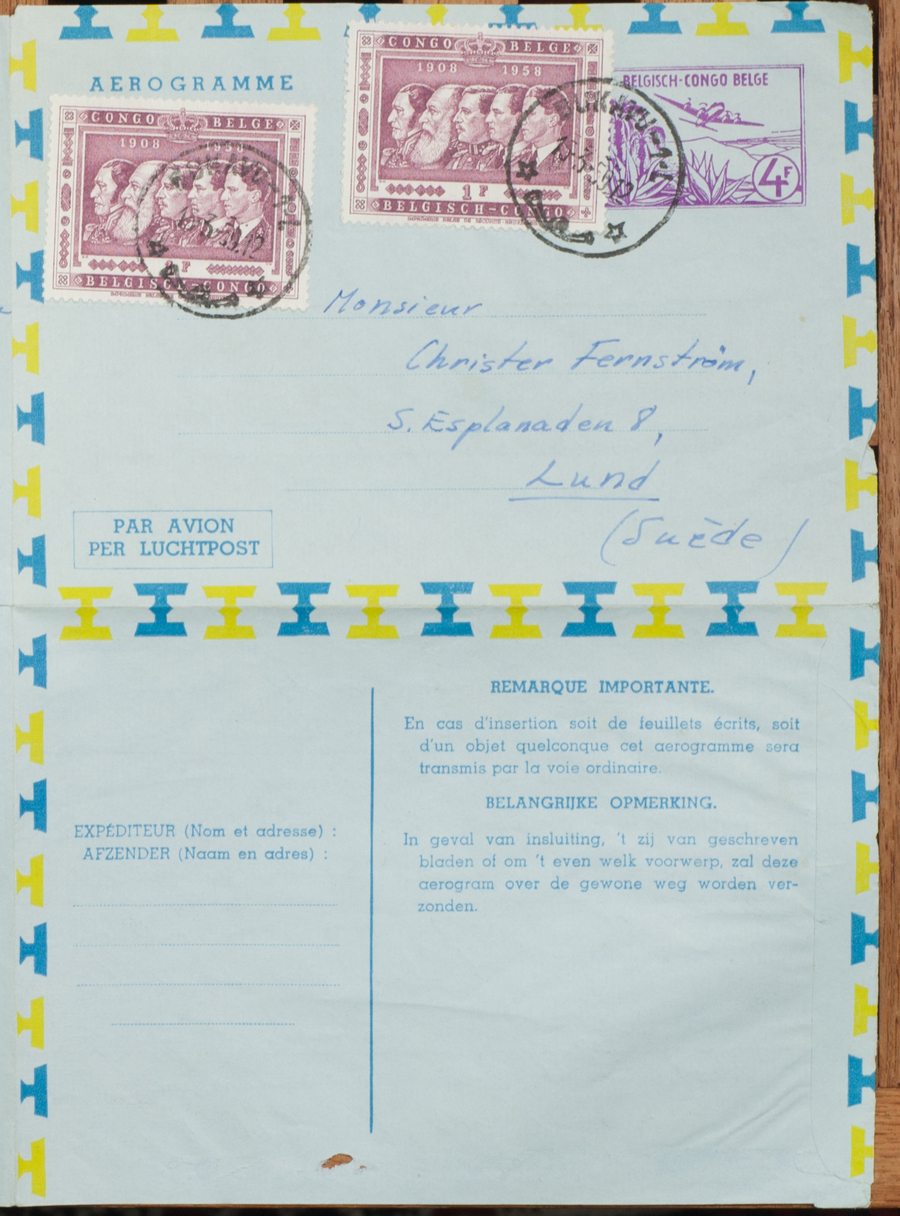 AEROGRAMME
CONGO BELGE
1908
BELGISCH-CONGO
CONGO BELGE
1908 1958
1 F
BELGISCH-CONGO
BELGISCH-CONGO BELGE
4F
Monsieur
Christer Fernström,
S. Esplanaden 8,
Lund
(Suède)
PAR AVION
PER LUCHTPOST
EXPÉDITEUR (Nom et adresse) :
AFZENDER (Naam en adres) :
REMARQUE IMPORTANTE.
En cas d'insertion soit de feuillets écrits, soit
d'un objet quelconque cet aerogramme sera
transmis par la voie ordinaire.
BELANGRIJKE OPMERKING.
In geval van insluiting, 't zij van geschreven
bladen of om 't even welk voorwerp, zal deze
aerogram over de gewone weg worden ver-
zonden.